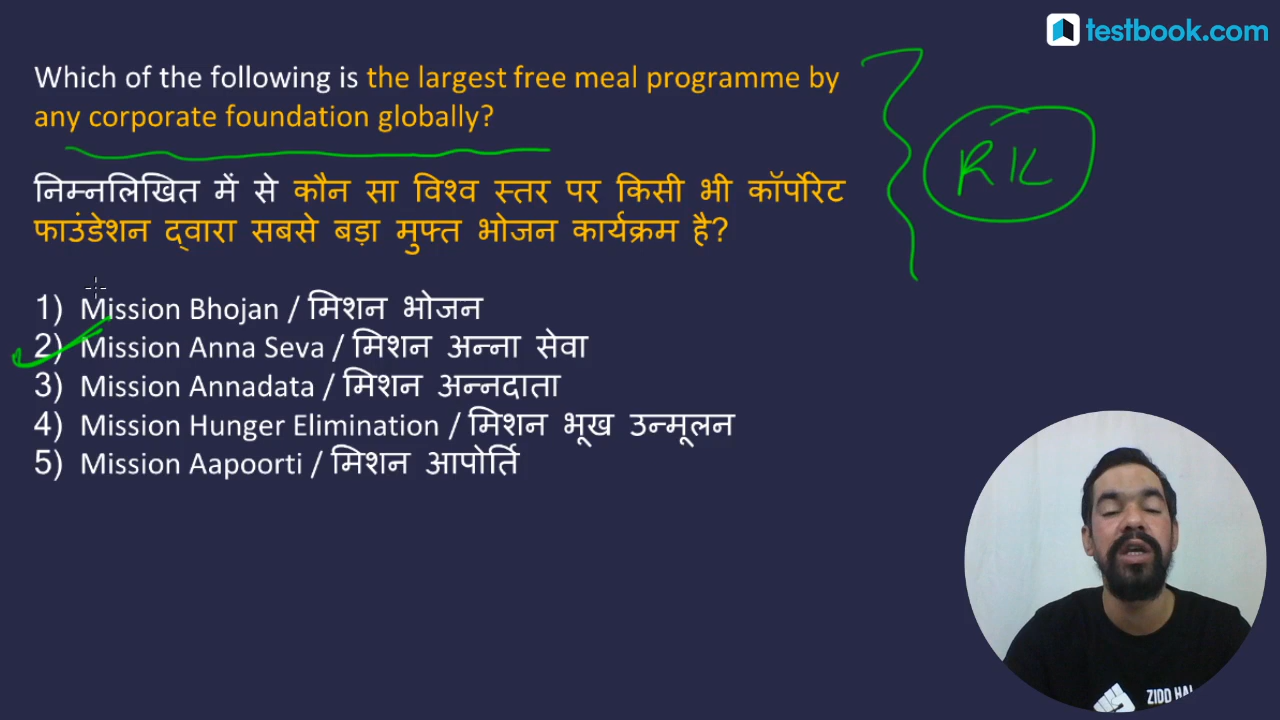 testbook.com
Which of the following is the largest free meal programme by
any corporate foundation globally?
RK
निम्नलिखित में से कौन सा विश्व स्तर पर किसी भी कॉर्पोरेट
फाउंडेशन द्वारा सबसे बड़ा मुफ्त भोजन कार्यक्रम है?
1) Mission Bhojan / मिशन भोजन
2) Mission Anna Seva / मिशन अन्ना सेवा
3) Mission Annadata / मिशन अन्नदाता
4) Mission Hunger Elimination / मिशन भूख उन्मूलन
5) Mission Aapoorti / मिशन आपोर्ति
ZIDD